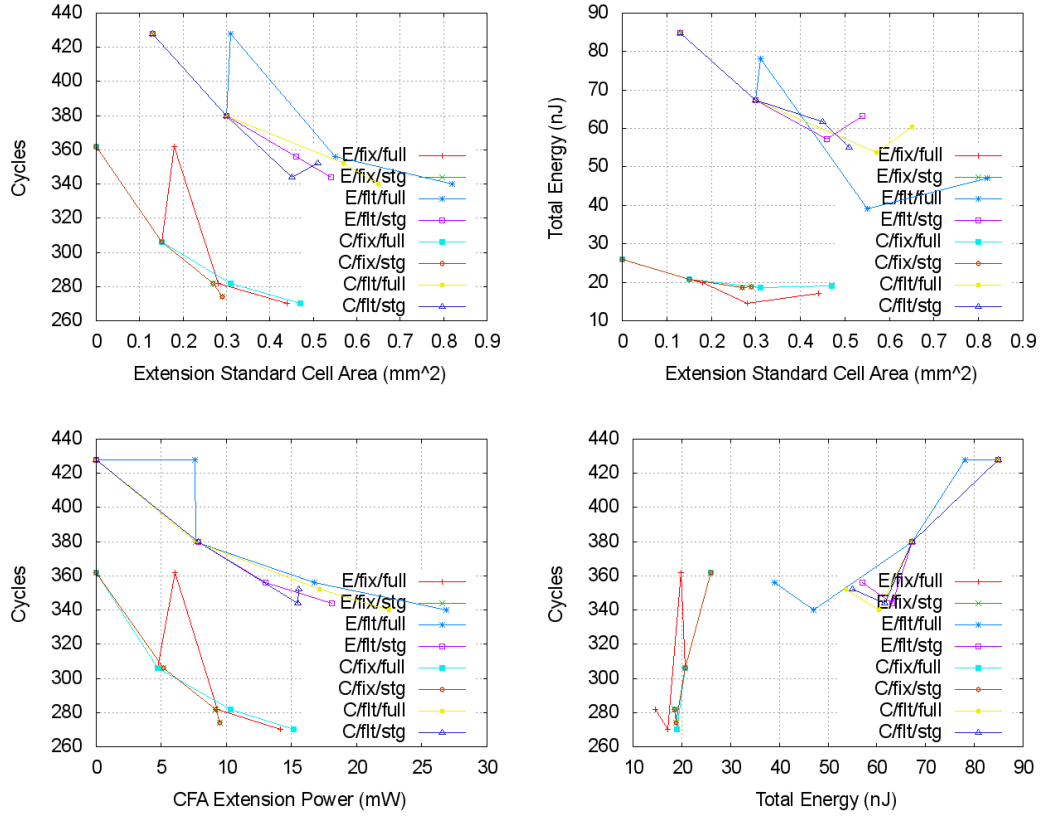 440
420
400
380
360
340
320
300
280
260
Cycles
0 0.1 0.2 0.3 0.4 0.5 0.6 0.7 0.8 0.9
Extension Standard Cell Area (mm^2)
E/fix/full
E/fix/stg
E/flt/full
E/flt/stg
C/fix/full
C/fix/stg
C/flt/full
C/flt/stg
90
80
70
60
50
40
30
20
10
Total Energy (nJ)
0 0.1 0.2 0.3 0.4 0.5 0.6 0.7 0.8 0.9
Extension Standard Cell Area (mm^2)
E/fix/full
E/fix/stg
E/flt/full
E/flt/stg
C/fix/full
C/fix/stg
C/flt/full
C/flt/stg
440
420
400
380
360
340
320
300
280
260
Cycles
0 5 10 15 20 25 30
CFA Extension Power (mW)
E/fix/full
E/fix/stg
E/flt/full
E/flt/stg
C/fix/full
C/fix/stg
C/flt/full
C/flt/stg
440
420
400
380
360
340
320
300
280
260
Cycles
10 20 30 40 50 60 70 80 90
Total Energy (nJ)
E/fix/full
E/fix/stg
E/flt/full
E/flt/stg
C/fix/full
C/fix/stg
C/flt/full
C/flt/stg